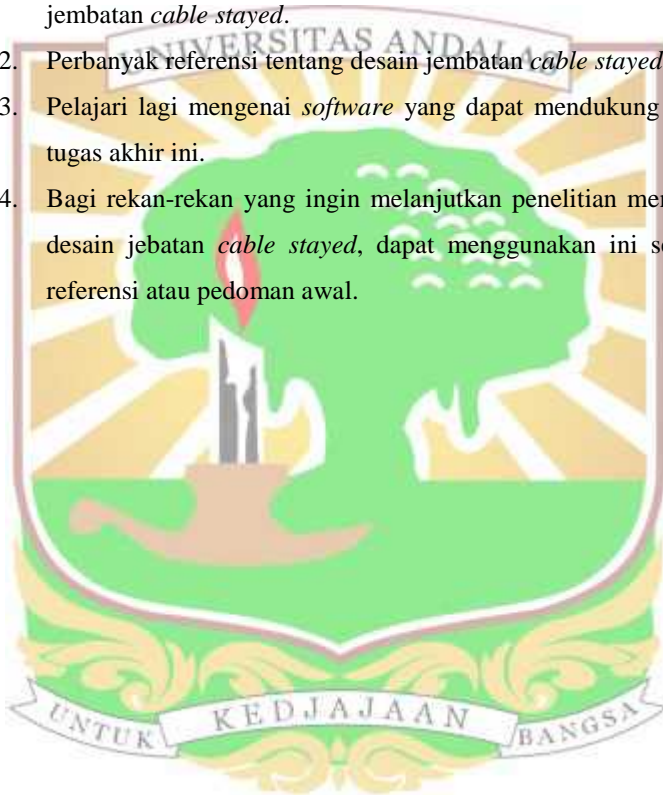 jembatan cable stayed.
UNIVERSITAS ANDALAS
2. Perbanyak referensi tentang desain jembatan cable stayed
3. Pelajari lagi mengenai software yang dapat mendukung
tugas akhir ini.
4. Bagi rekan-rekan yang ingin melanjutkan penelitian
desain jebatan cable stayed, dapat menggunakan ini
referensi atau pedoman awal.
UNTUK KEDJAJAAN BANGSA